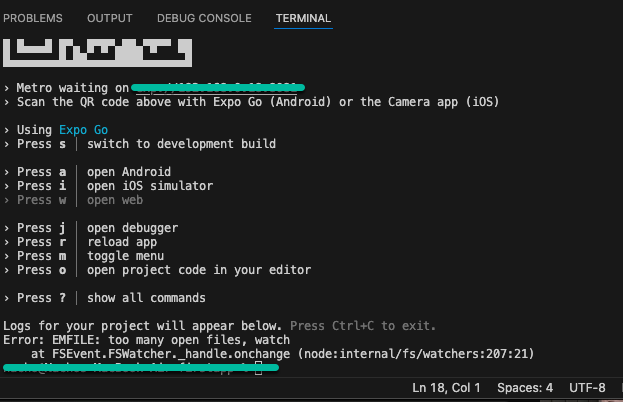 PROBLEMS OUTPUT DEBUG CONSOLE TERMINAL
› Metro waiting on
› Scan the QR code above with Expo Go (Android) or the Camera app (iOS)
› Using Expo Go
› Press s │ switch to development build
› Press a │ open Android
› Press i │ open iOS simulator
› Press w │ open web
› Press j │ open debugger
› Press r │ reload app
› Press m │ toggle menu
› Press o │ open project code in your editor
› Press ? │ show all commands
Logs for your project will appear below. Press Ctrl+C to exit.
Error: EMFILE: too many open files, watch
    at FSEvent.FSWatcher._handle.onchange (node:internal/fs/watchers:207:21)
Ln 18, Col 1 Spaces: 4 UTF-8